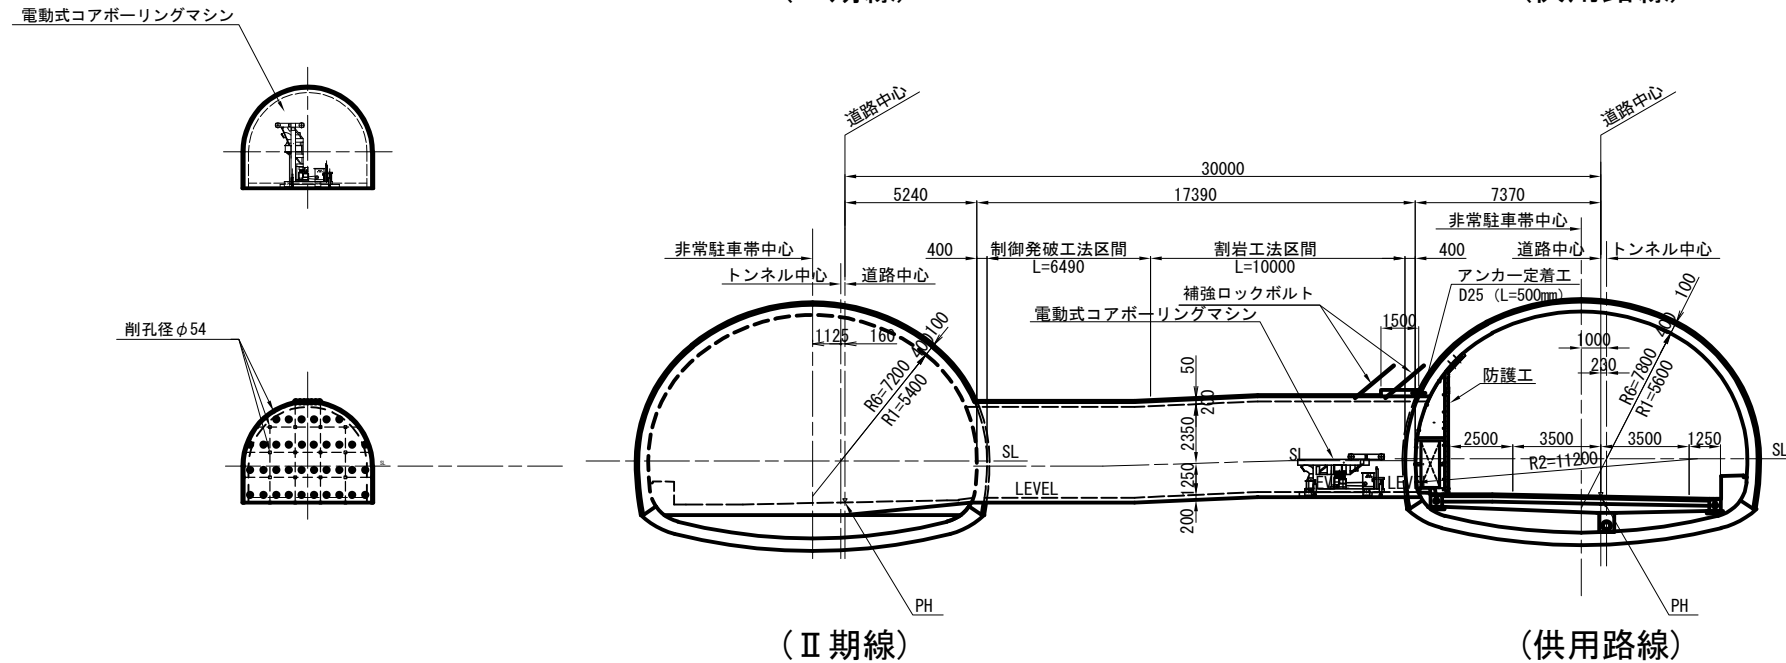 電動式コアボーリングマシン
供用路線)
道路中心
道路中心
30000
5240
17390
7370
非常駐車帯中心
非常駐車帯中心
400
制御発破工法区間
L=6490
割岩工法区間
L=10000
400
道路中心
トンネル中心
トンネル中心
道路中心
アンカー定着工
D25 (L=500mm)
補強ロックボルト
電動式コアボーリングマシン
100
400
1500
削孔径φ54
1125
160
400
100
1000
230
R6=7200
R1=5400
R6=7800
R1=5600
50
200
防護工
2350
2500
3500
3500
1250
R2=11200
SL
SL
SL
LEVEL
LEVEL
1250
200
PH
PH
(Ⅱ期線)
(供用路線)